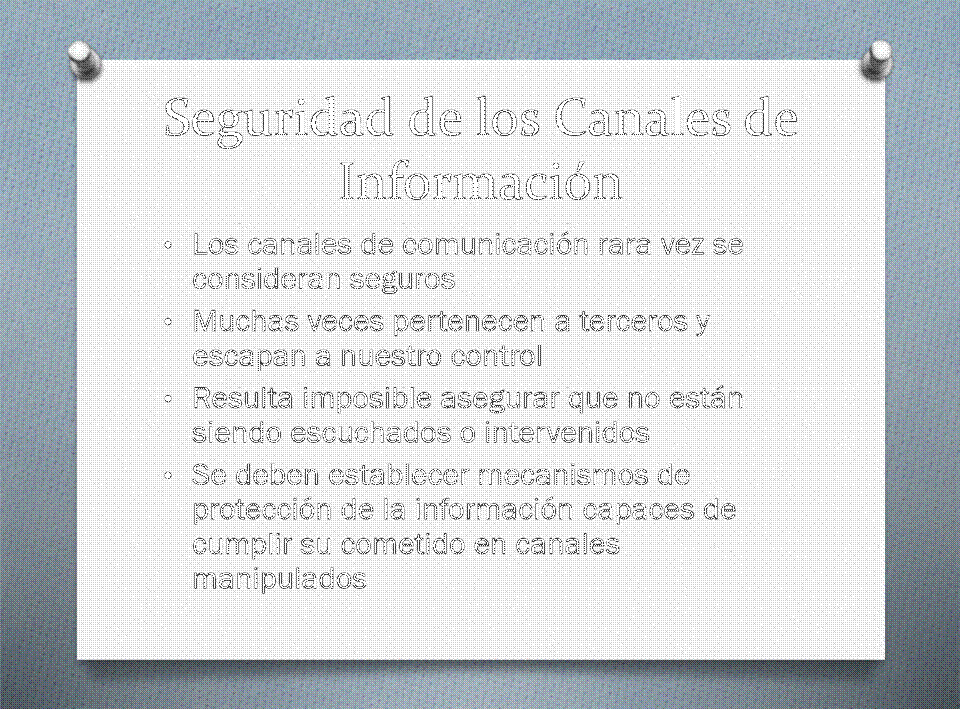 Seguridad de los Canales de
Información
• Los canales de comunicación rara vez se
consideran seguros
• Muchas veces pertenecen a terceros y
escapan a nuestro control
• Resulta imposible asegurar que no están
siendo escuchados o intervenidos
• Se deben establecer mecanismos de
protección de la información capaces de
cumplir su cometido en canales
manipulados